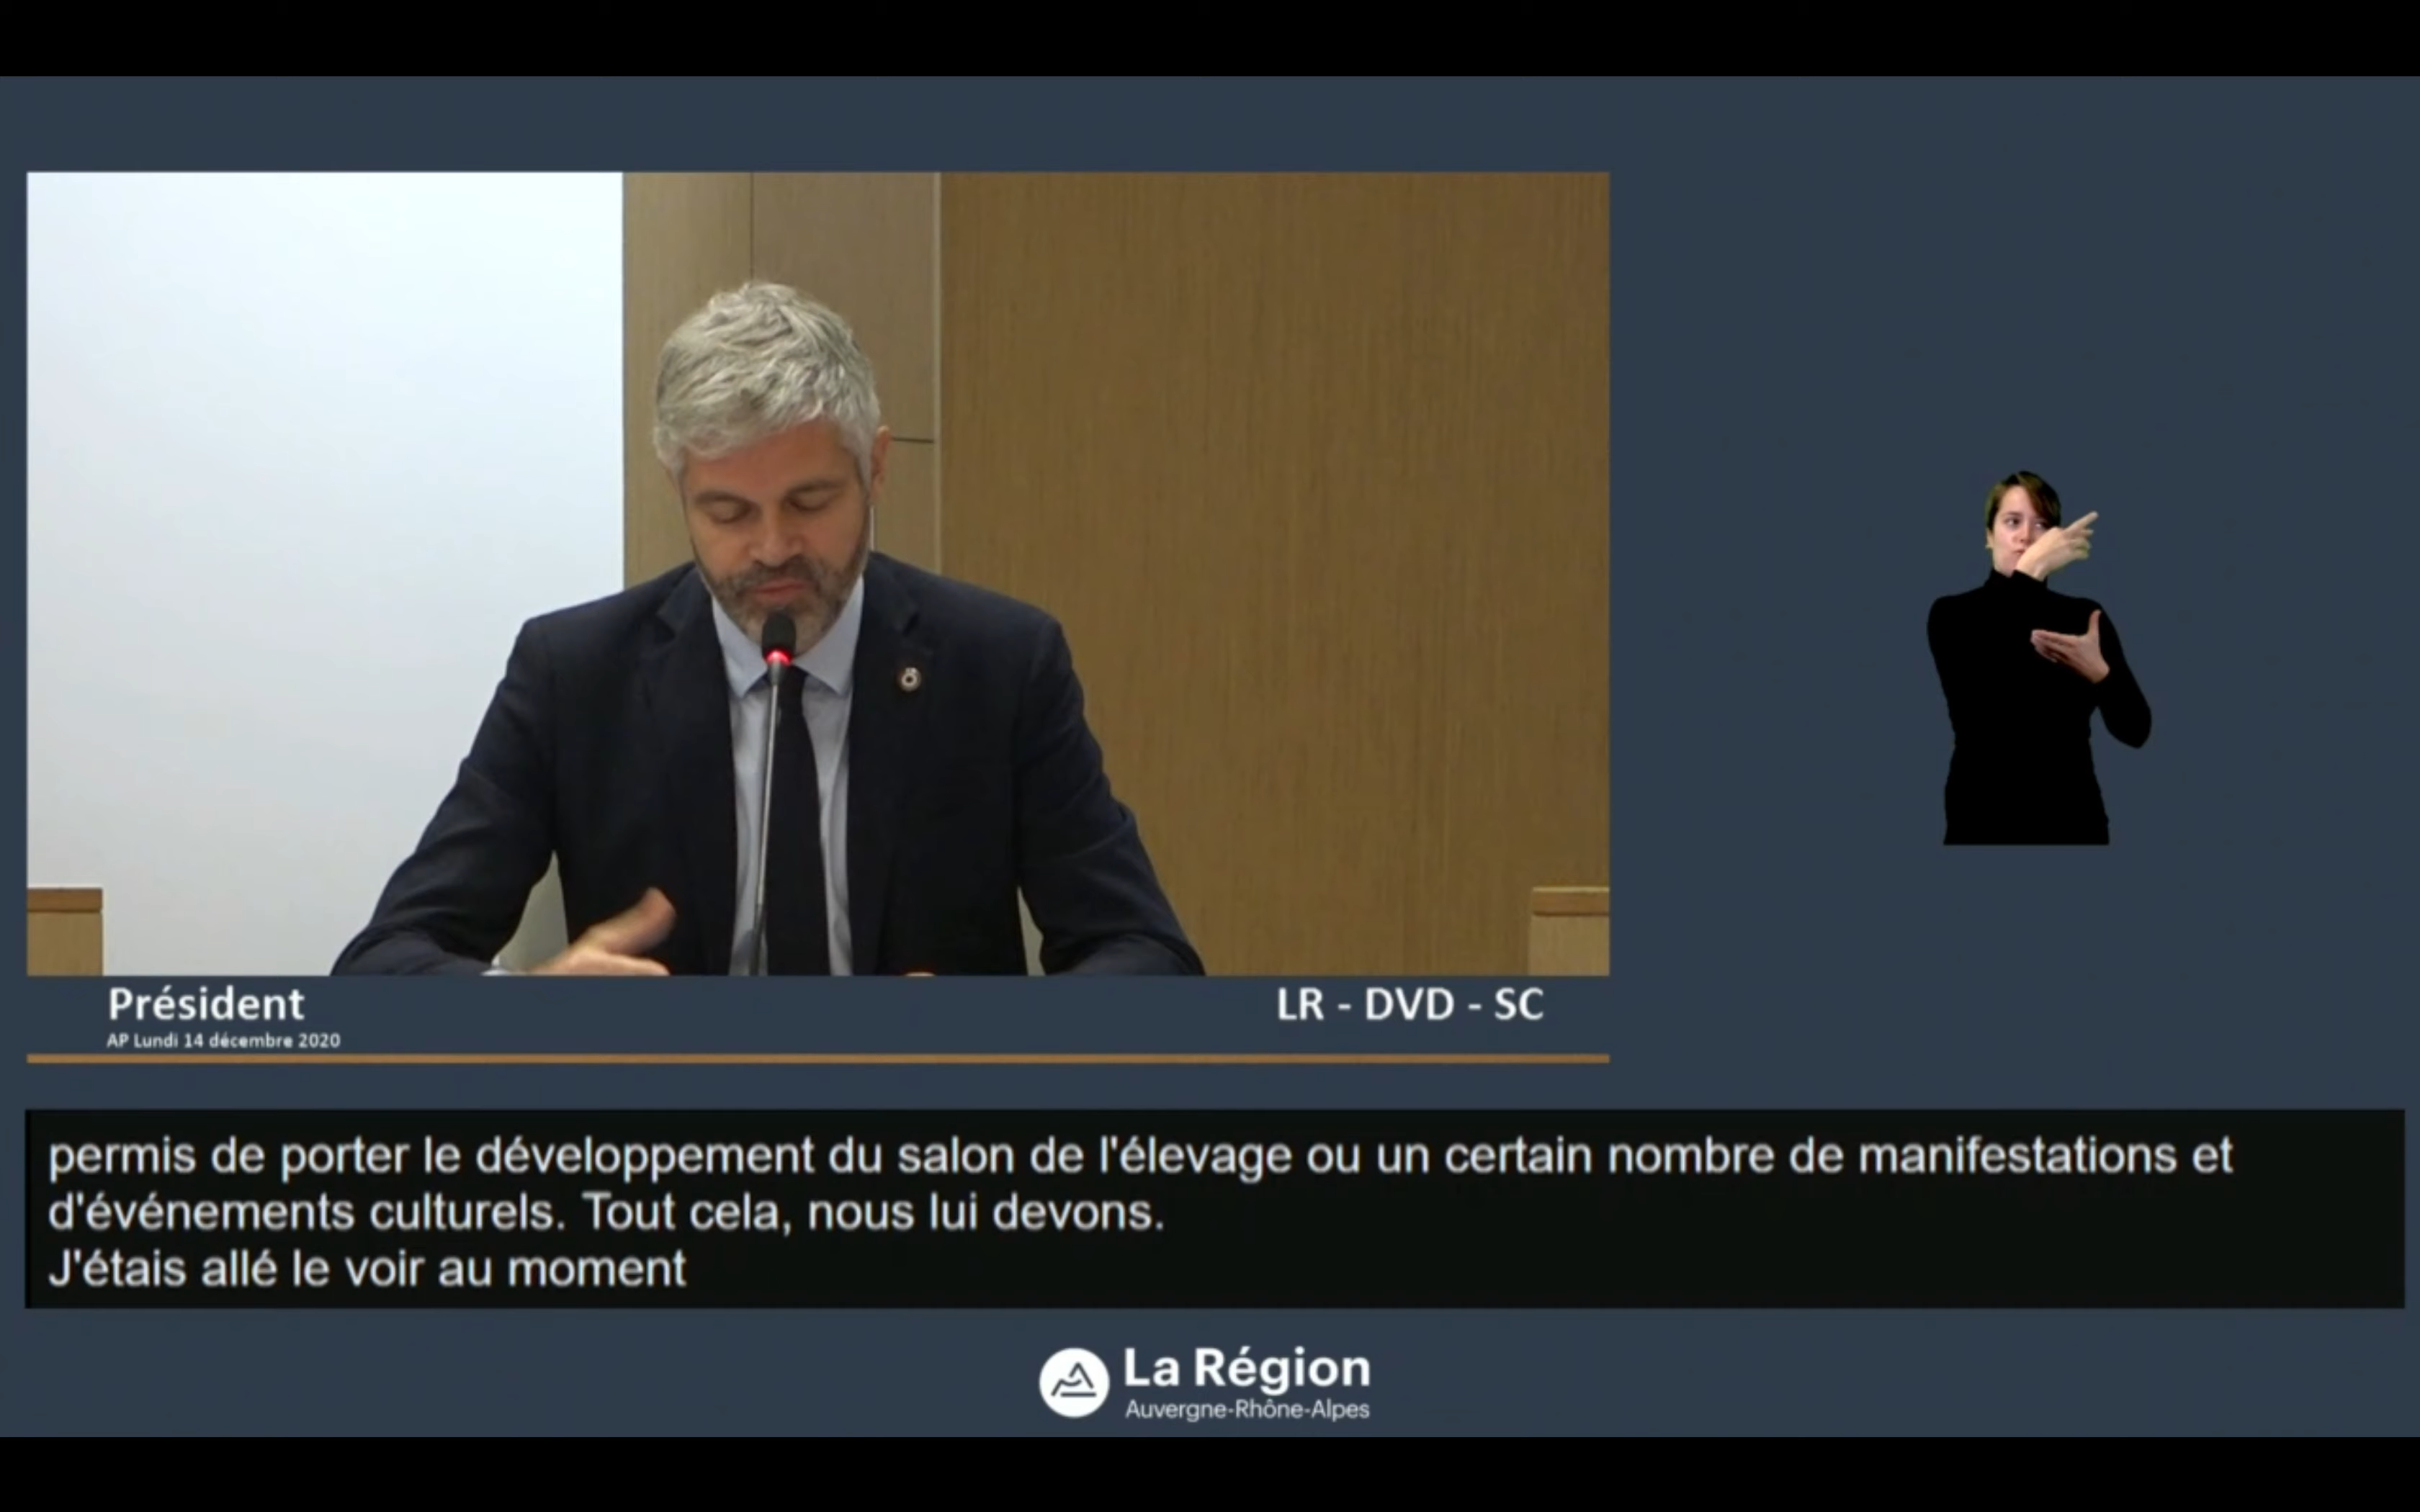 Président
LR - DVD - SC
AP Lundi 14 décembre 2020
permis de porter le développement du salon de l'élevage ou un certain nombre de manifestations et
d'événements culturels. Tout cela, nous lui devons.
J'étais allé le voir au moment
La Région
Auvergne-Rhône-Alpes